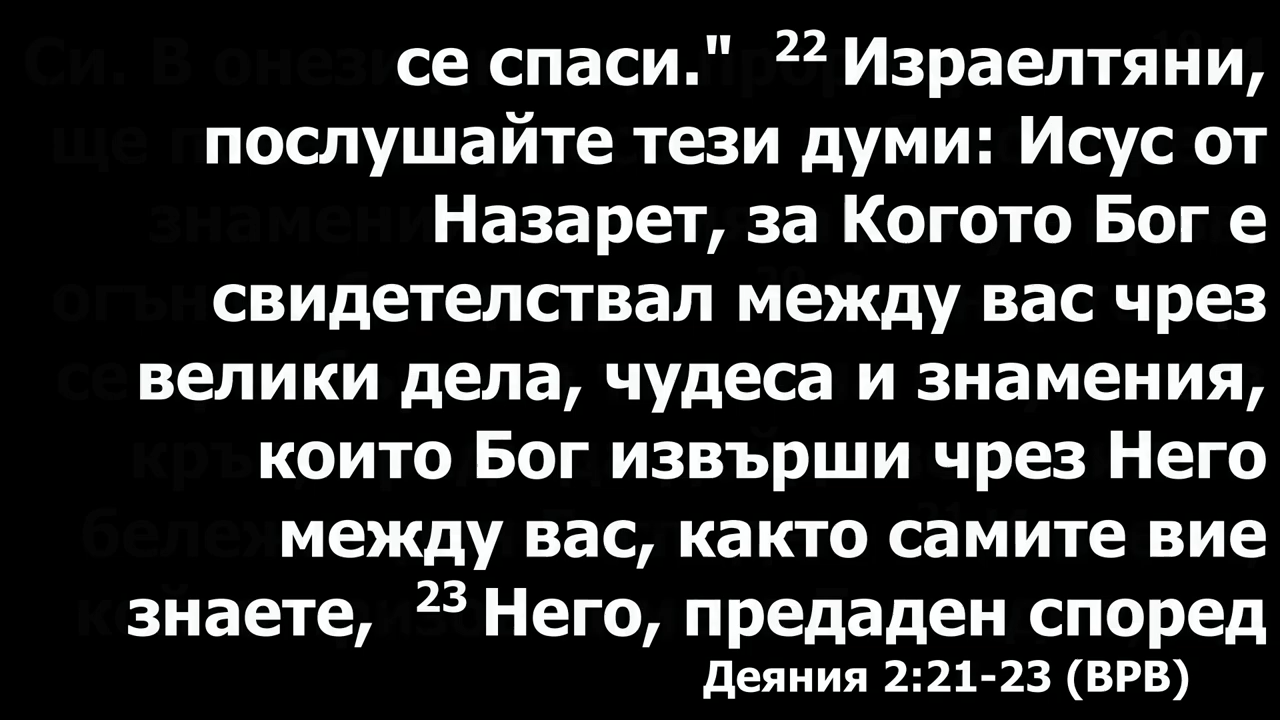 се спаси." 22 Израелтяни,
послушайте тези думи: Исус от
Назарет, за Когото Бог е
свидетелствал между вас чрез
велики дела, чудеса и знамения,
които Бог извърши чрез Него
между вас, както самите вие
знаете, 23 Него, предаден според
Деяния 2:21-23 (ВРВ)